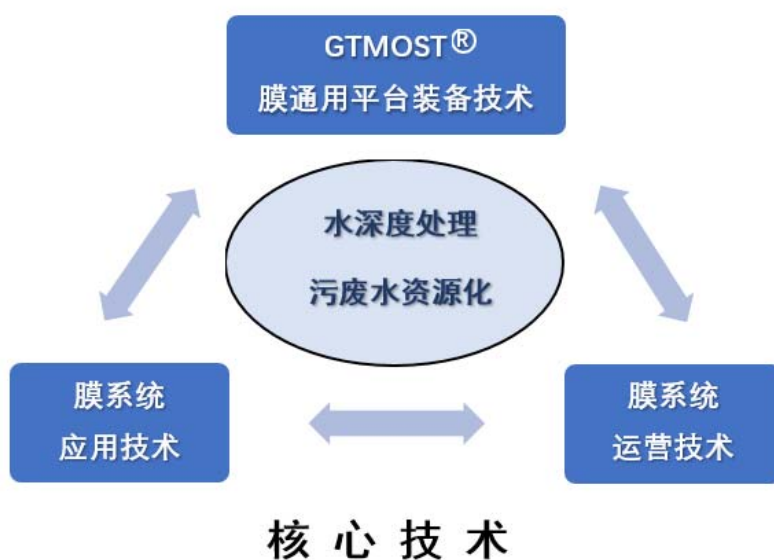 GTMOST®
膜通用平台装备技术
水深度处理
污废水资源化
膜系统
应用技术
膜系统
运营技术
核心技术